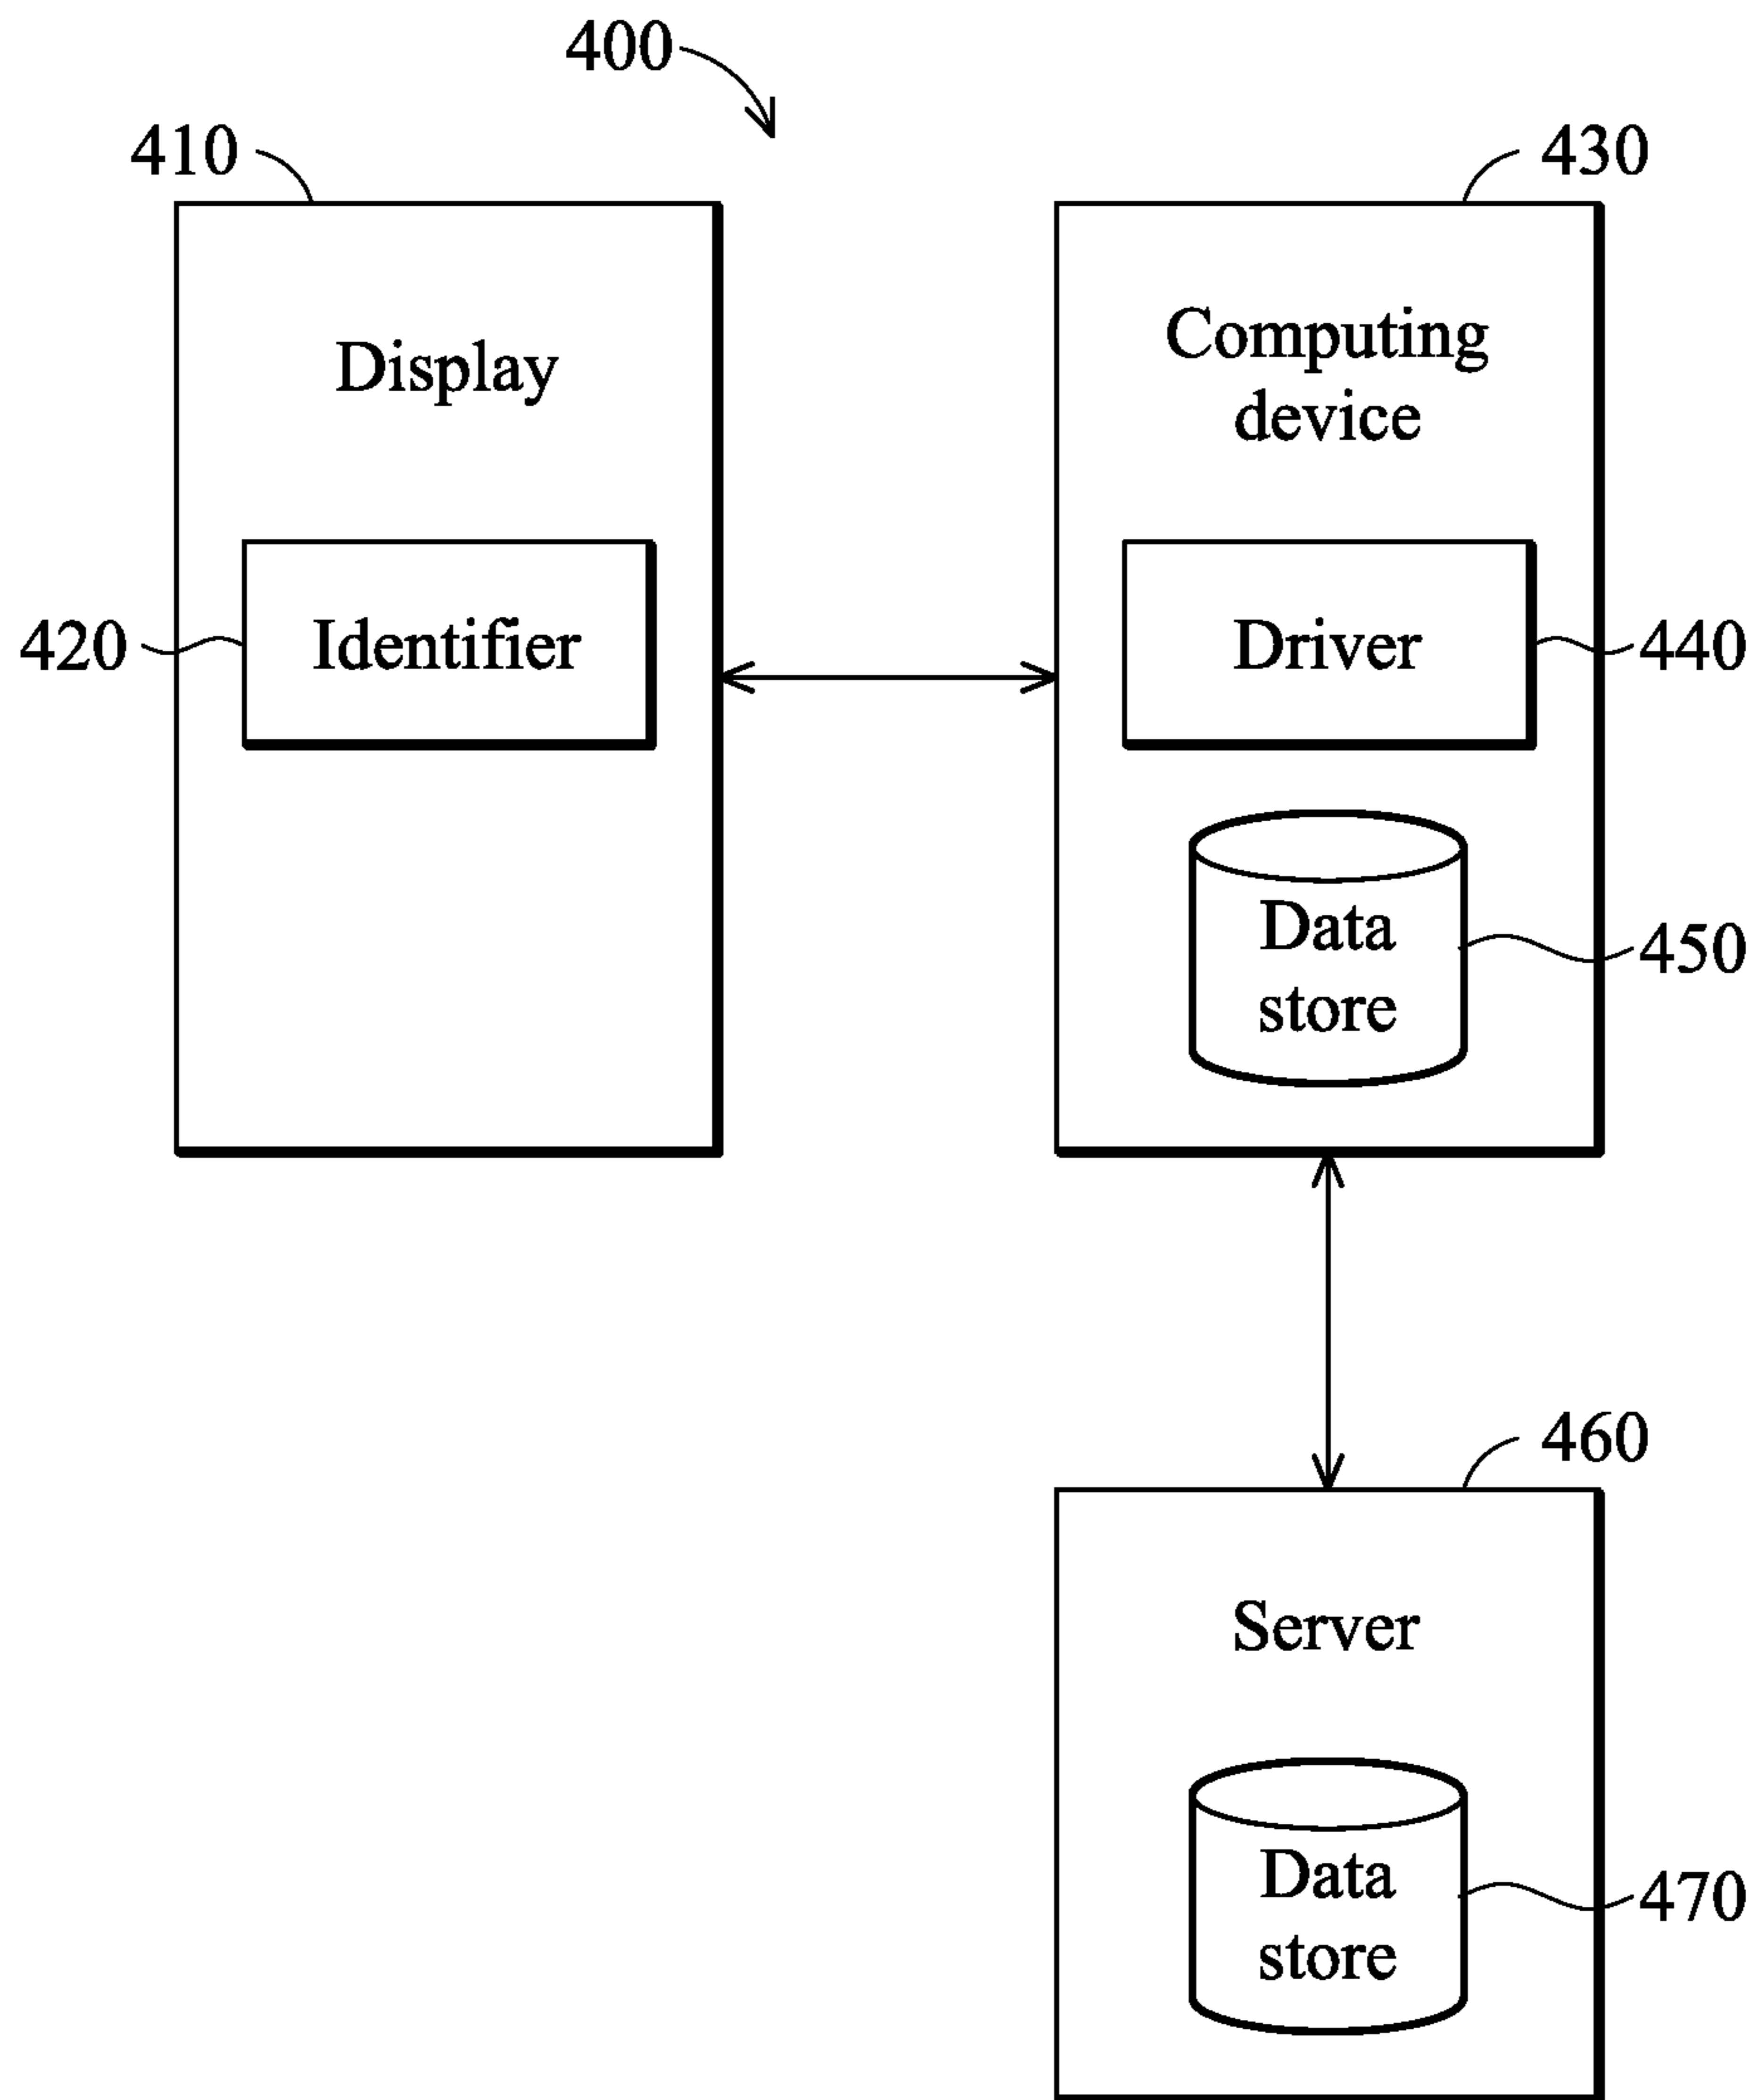 400
410
430
Display
Computing
device
420
Identifier
Driver
440
Data
store
450
460
Server
Data
store
470